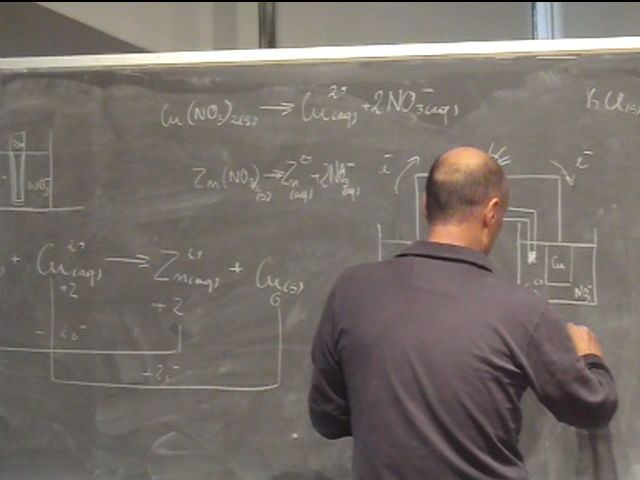 Cu(NO₃)₂(s) → Cu²⁺(aq) + 2NO₃⁻(aq)
KCl(s)
Zn(NO₃)₂(s) → Zn²⁺(aq) + 2NO₃⁻(aq)
e⁻ e⁻
NO₃⁻
+ Cu²⁺(aq) → Zn²⁺(aq) + Cu(s)
Cu
NO₃⁻
+2 +2 0
- 2e⁻
+2e⁻